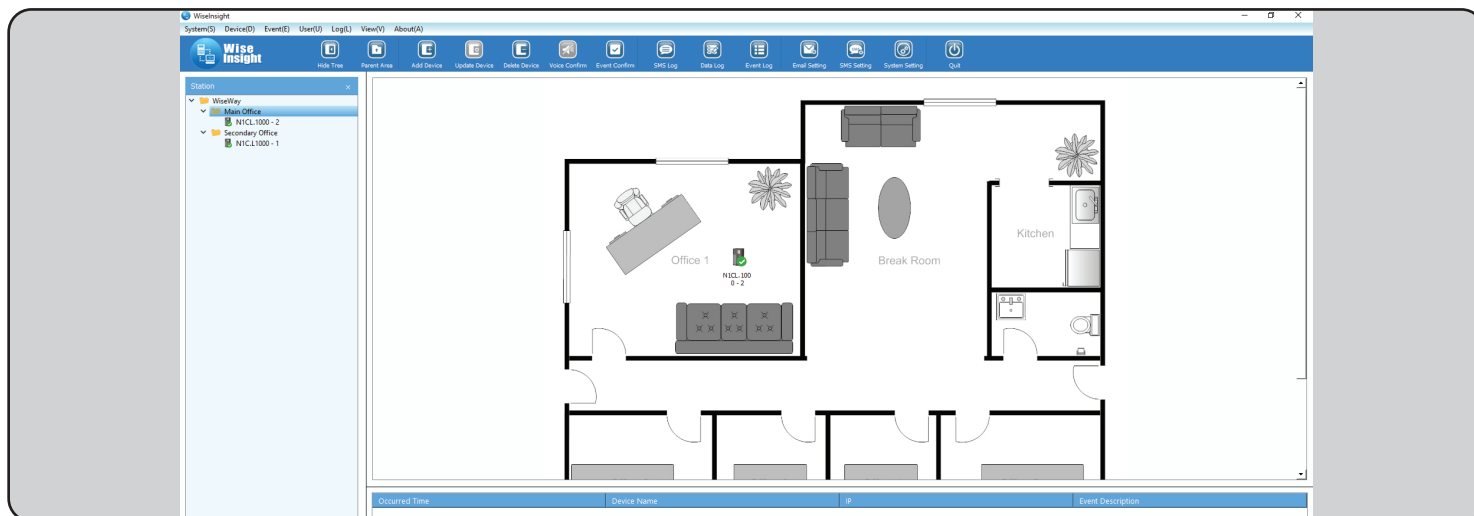 WiseInsight
System(S) Device(D) Event(E) User(U) Log(L) View(V) About(A)
Wise
Insight
Hide Tree Parent Area Add Device Update Device Delete Device Voice Confirm Event Confirm SMS Log Data Log Event Log Email Setting SMS Setting System Setting Quit
Station x
WiseWay
Main Office
N1CL.1000 - 2
Secondary Office
N1C.L1000 - 1
Kitchen
Office 1
Break Room
N1CL.100
0 - 2
Occurred Time Device Name IP Event Description